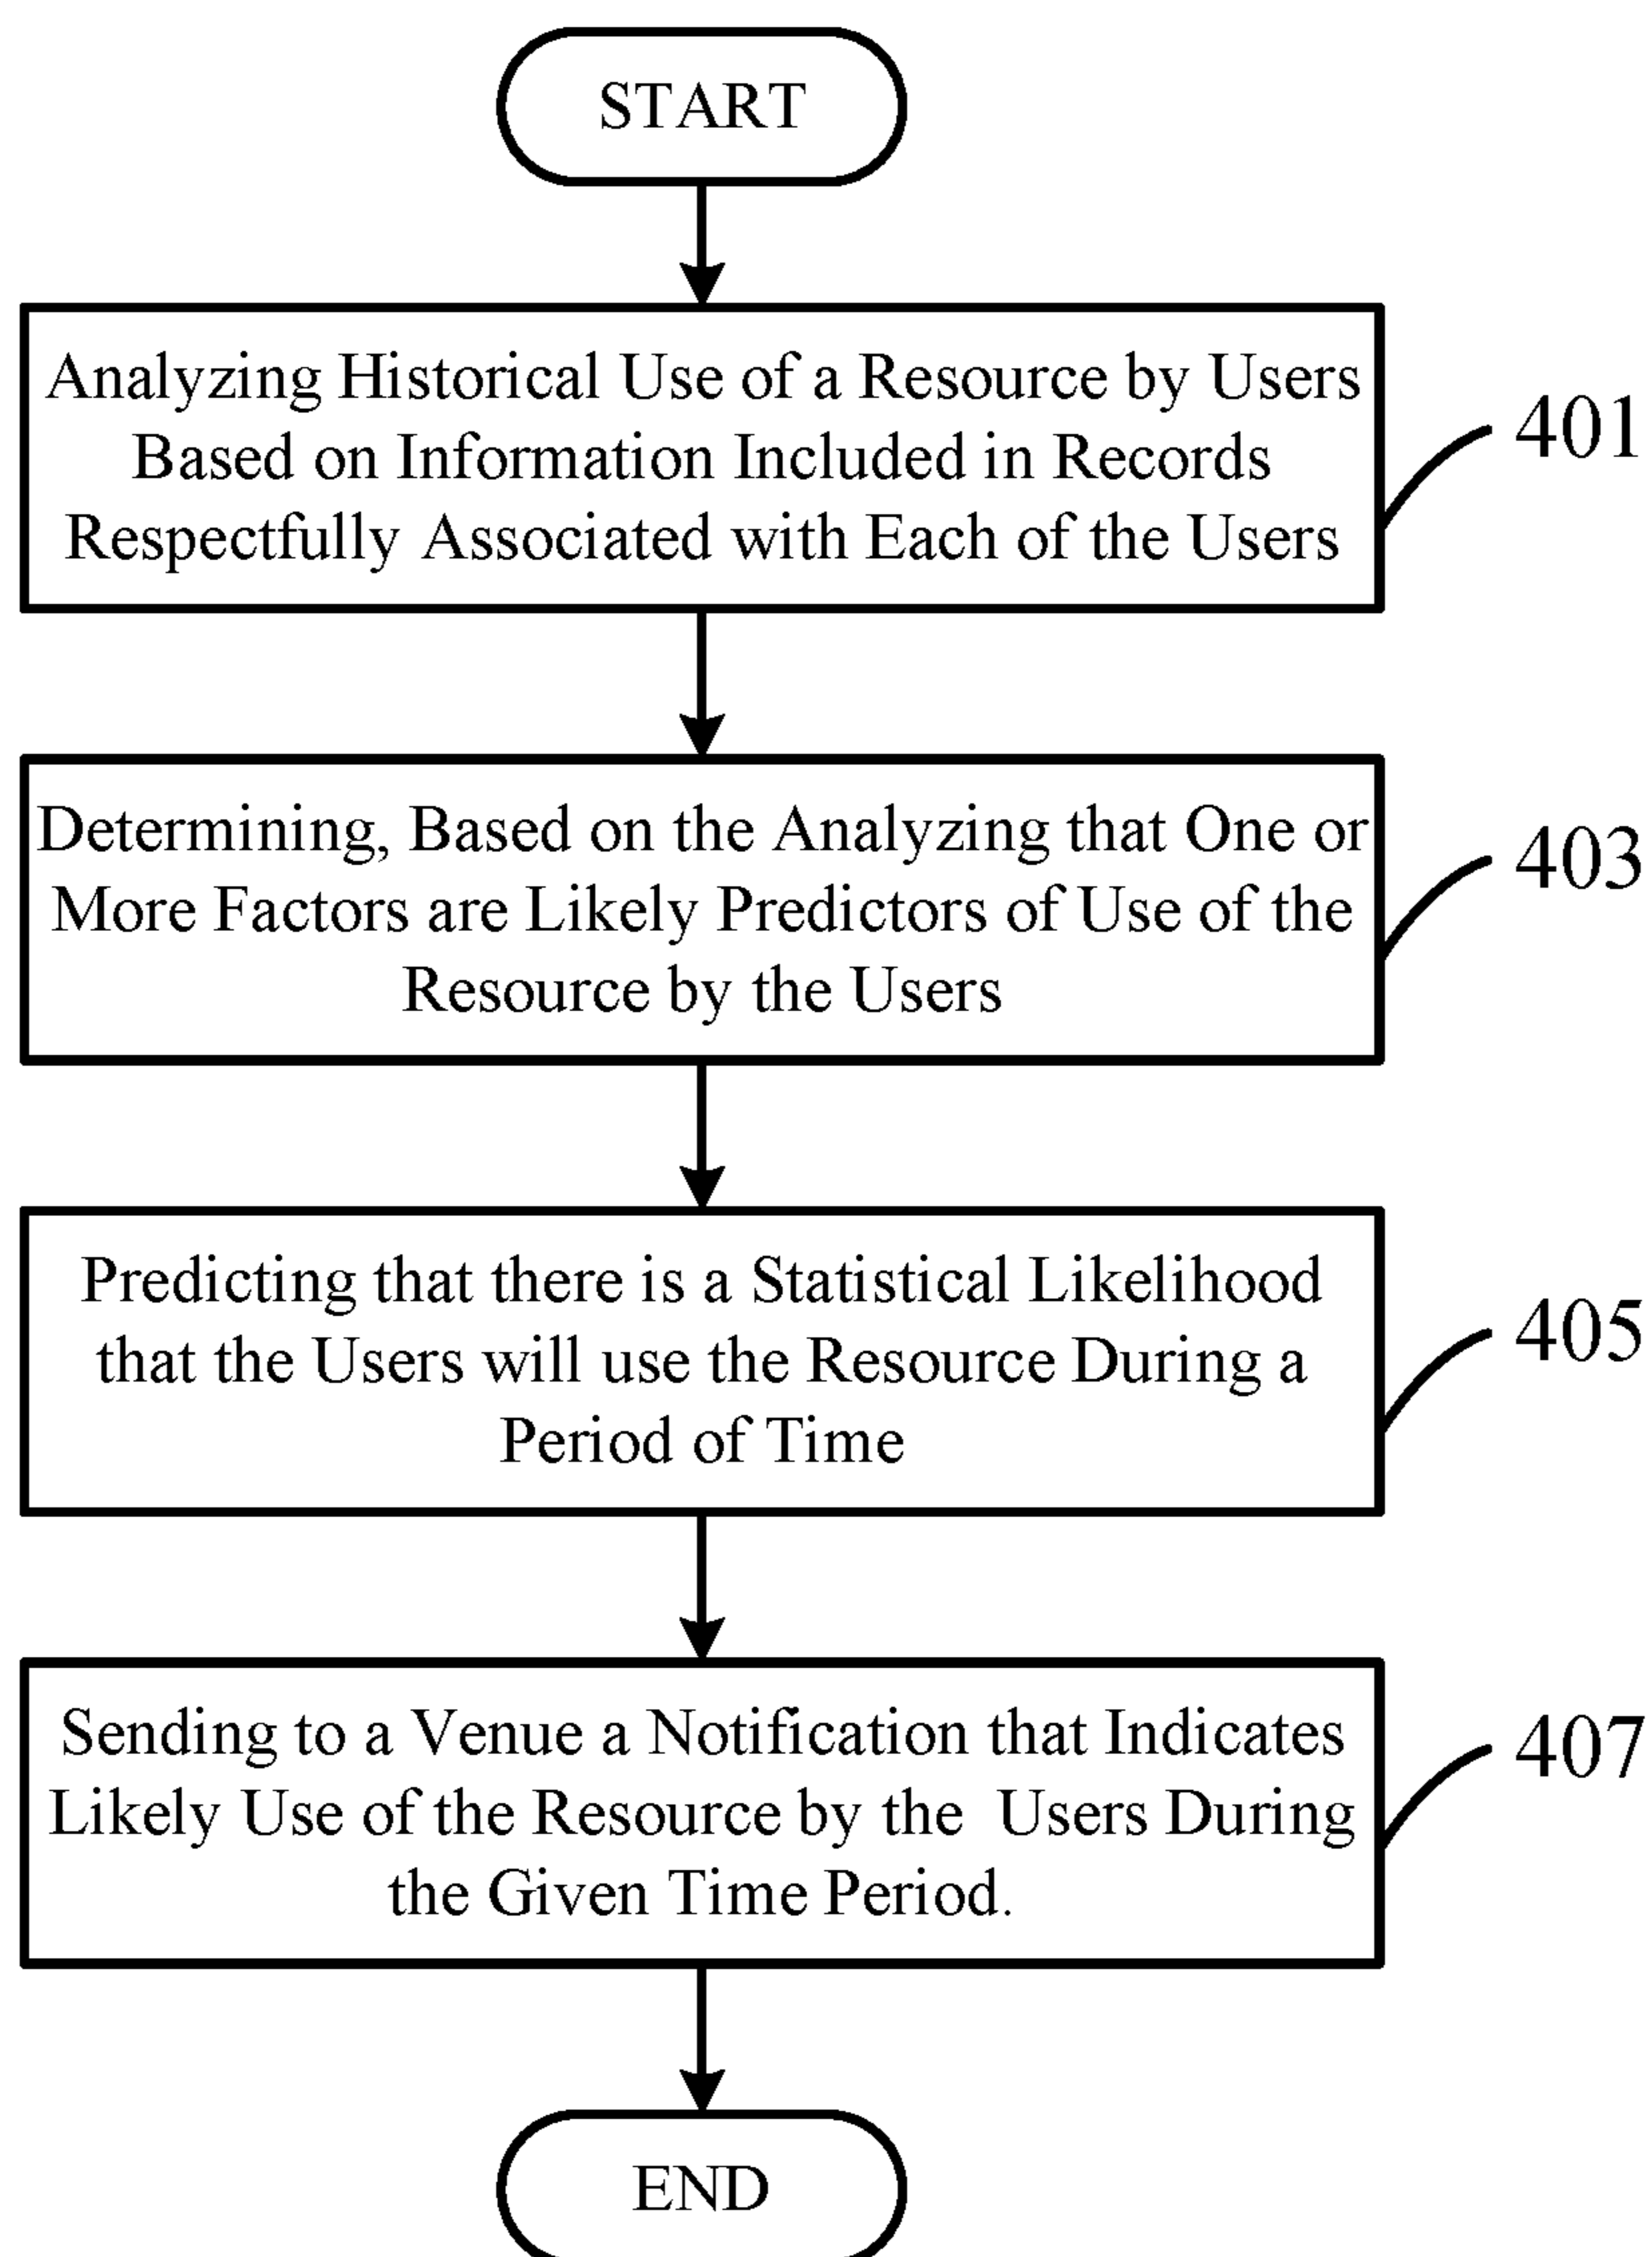 START
Analyzing Historical Use of a Resource by Users
Based on Information Included in Records
Respectfully Associated with Each of the Users
401
Determining, Based on the Analyzing that One or
More Factors are Likely Predictors of Use of the
Resource by the Users
403
Predicting that there is a Statistical Likelihood
that the Users will use the Resource During a
Period of Time
405
Sending to a Venue a Notification that Indicates
Likely Use of the Resource by the Users During
the Given Time Period.
407
END